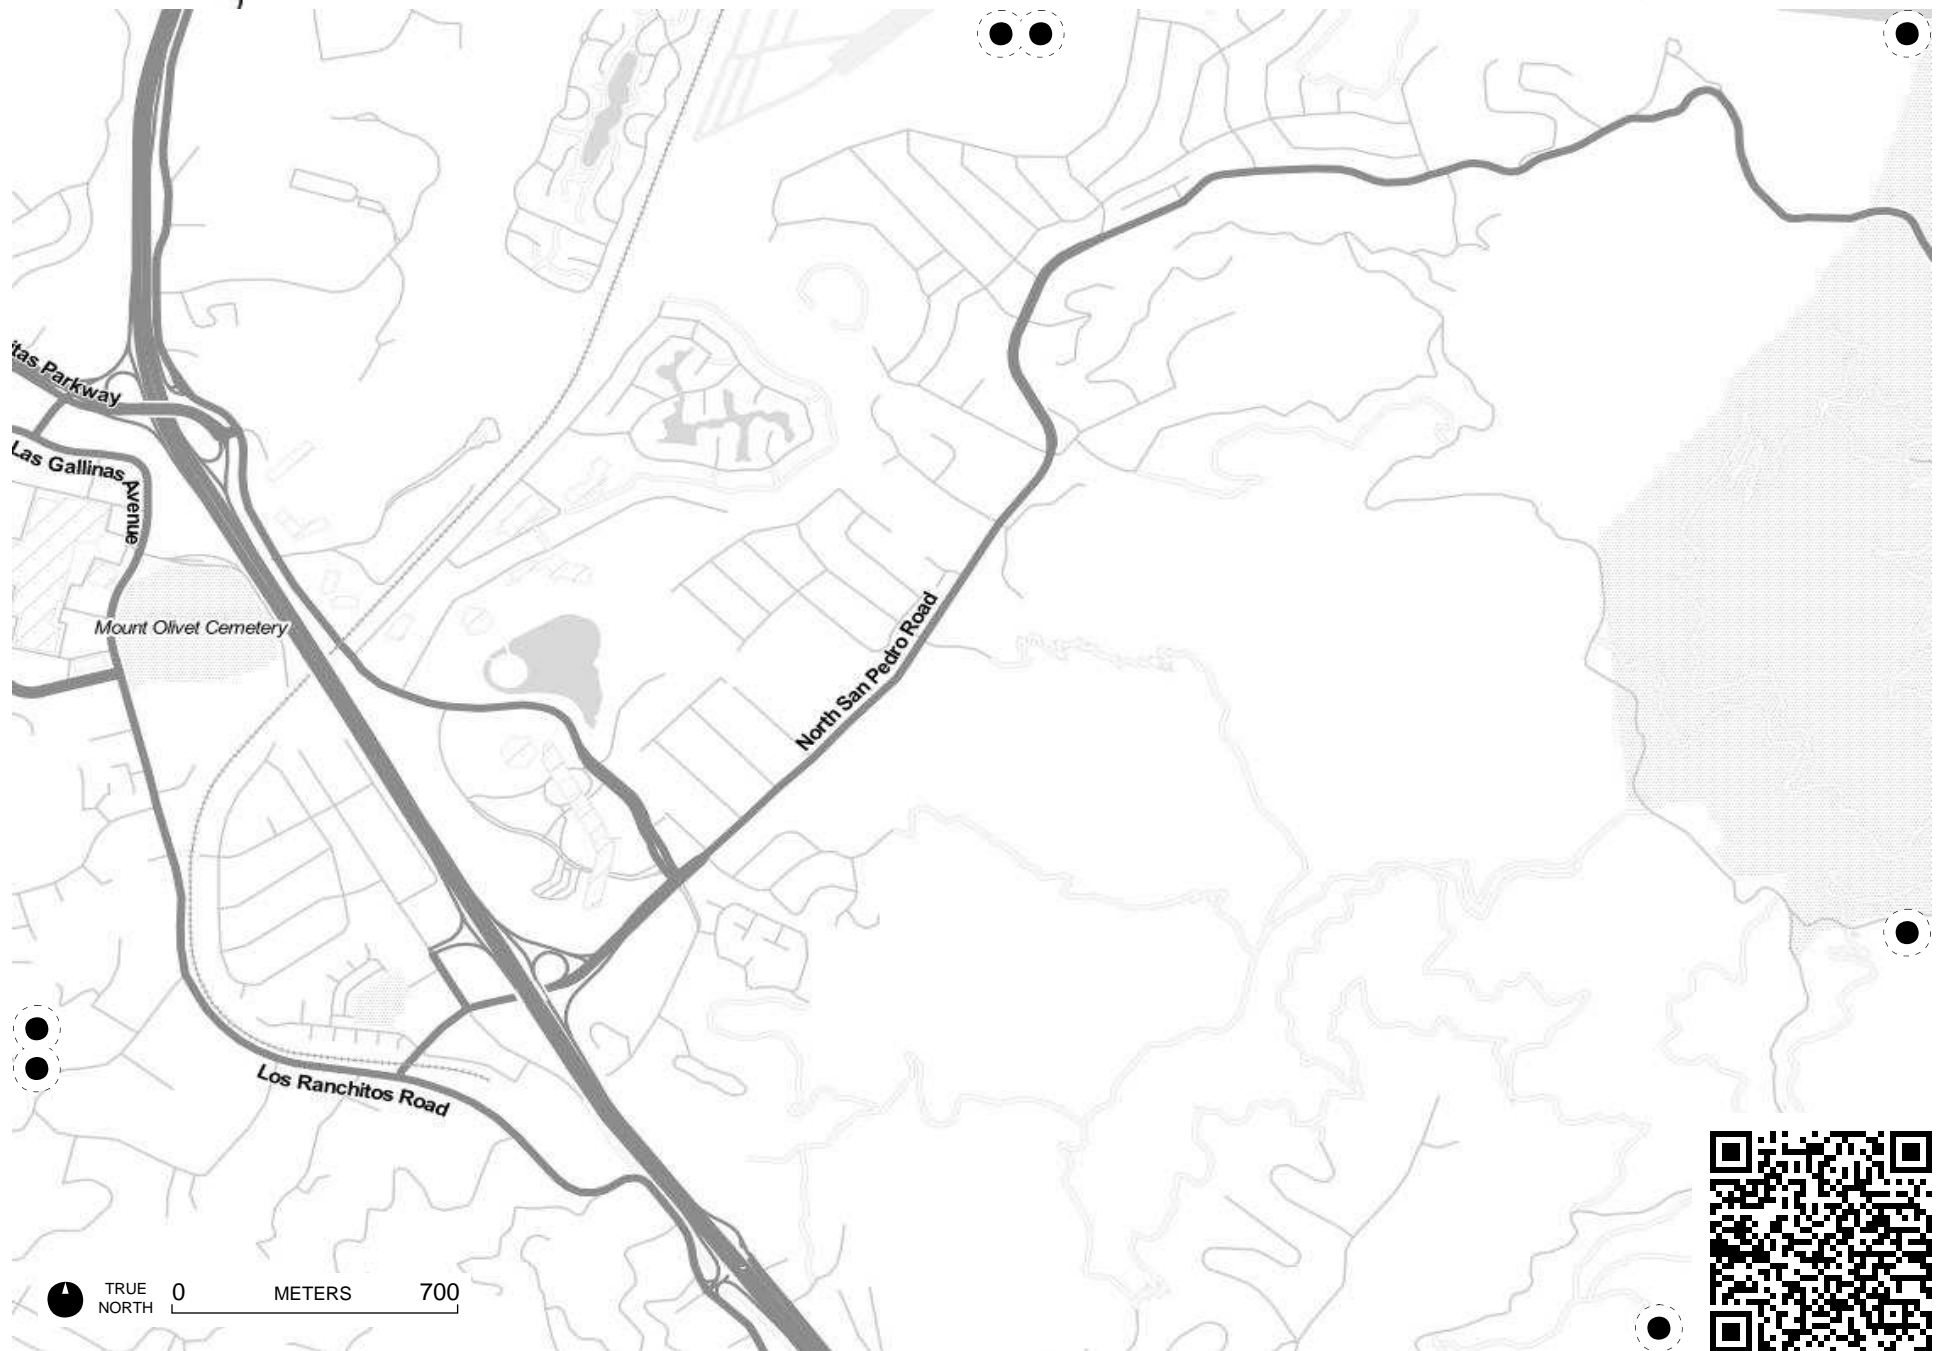 itas Parkway
Las Gallinas Avenue
Mount Olivet Cemetery
North San Pedro Road
Los Ranchitos Road
TRUE NORTH
0 METERS 700